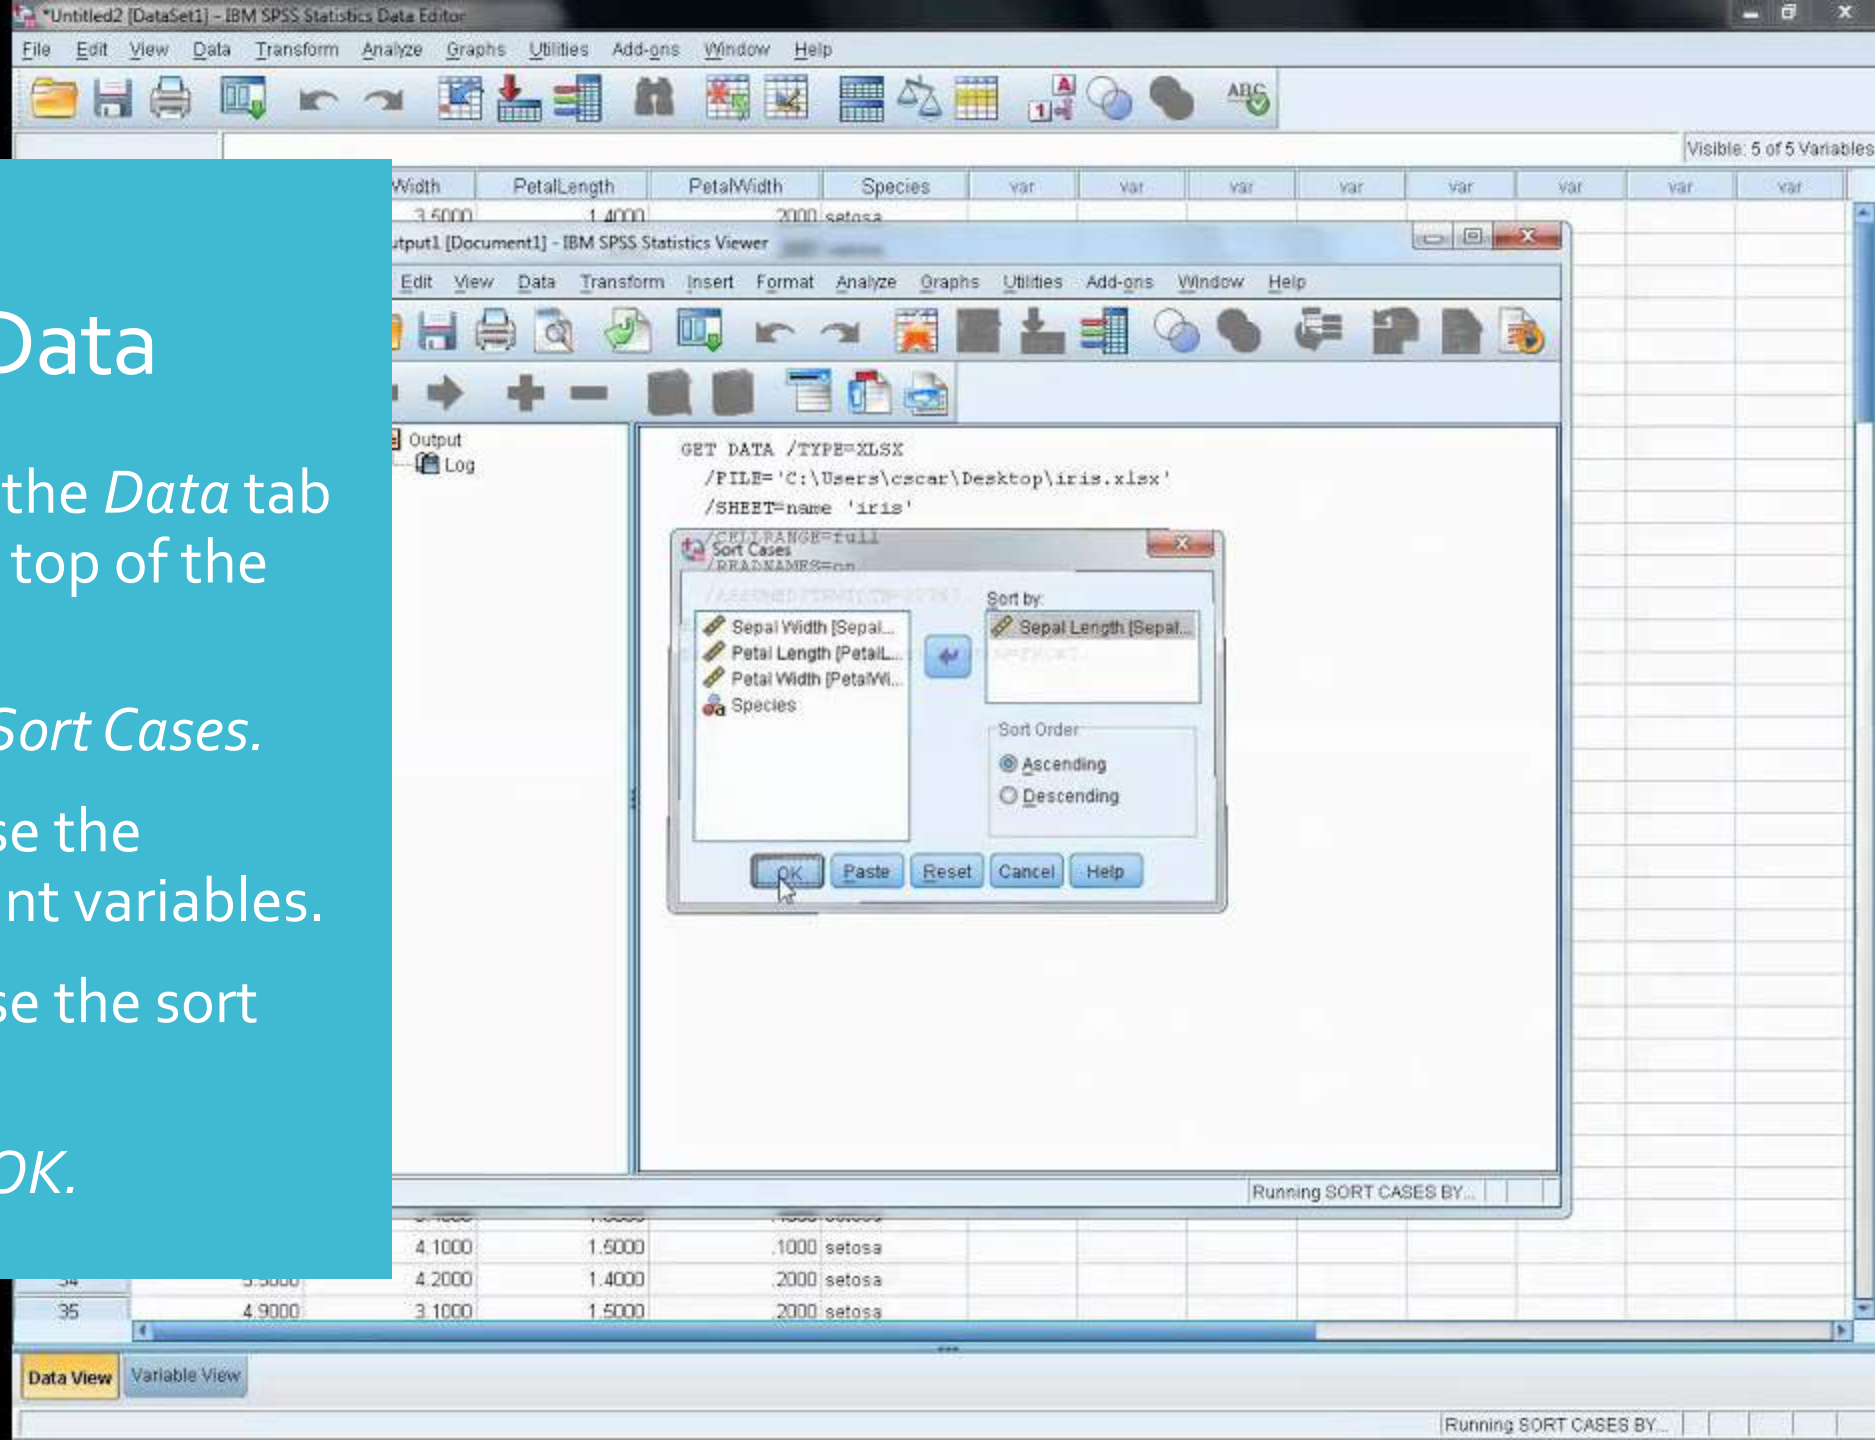 *Untitled2 [DataSet1] - IBM SPSS Statistics Data Editor
File Edit View Data Transform Analyze Graphs Utilities Add-ons Window Help
Visible: 5 of 5 Variables
Width PetalLength PetalWidth Species var var var var var var var var
3.5000 1.4000 .2000 setosa
utput1 [Document1] - IBM SPSS Statistics Viewer
Edit View Data Transform Insert Format Analyze Graphs Utilities Add-ons Window Help
Output
Log
GET DATA /TYPE=XLSX
/FILE='C:\Users\cscar\Desktop\iris.xlsx'
/SHEET=name 'iris'
/CELLRANGE=full
/READNAMES=on
Sort Cases
Sepal Width [Sepal...
Petal Length [PetalL...
Petal Width [PetalWi...
Species
Sort by:
Sepal Length [Sepal...
Sort Order
Ascending
Descending
OK Paste Reset Cancel Help
Running SORT CASES BY...
Data
the Data tab
top of the
Sort Cases.
se the
nt variables.
se the sort
OK.
4.1000 1.5000 .1000 setosa
34 4.2000 1.4000 .2000 setosa
35 4.9000 3.1000 1.5000 .2000 setosa
Data View Variable View
Running SORT CASES BY...